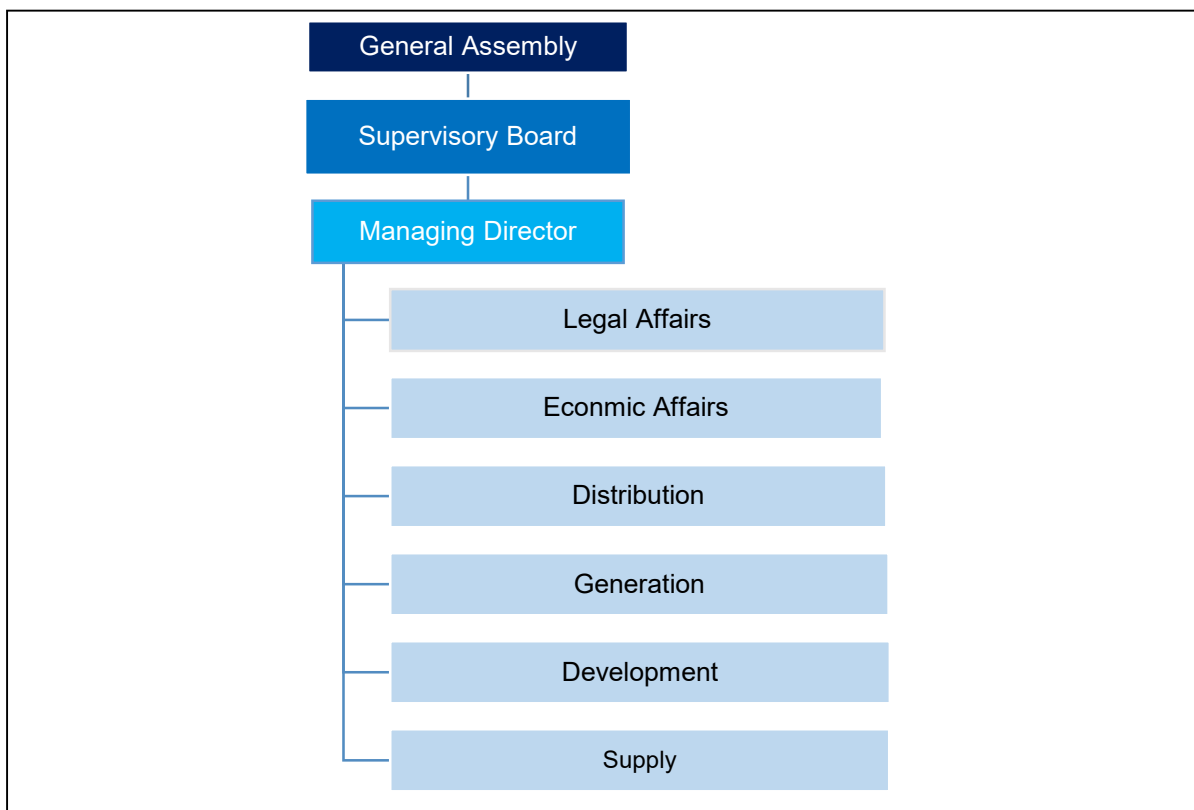 General Assembly
Supervisory Board
Managing Director
Legal Affairs
Econmic Affairs
Distribution
Generation
Development
Supply